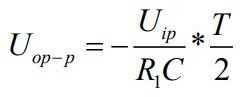 U_{op-p} = -\frac{U_{ip}}{R_1 C} * \frac{T}{2}